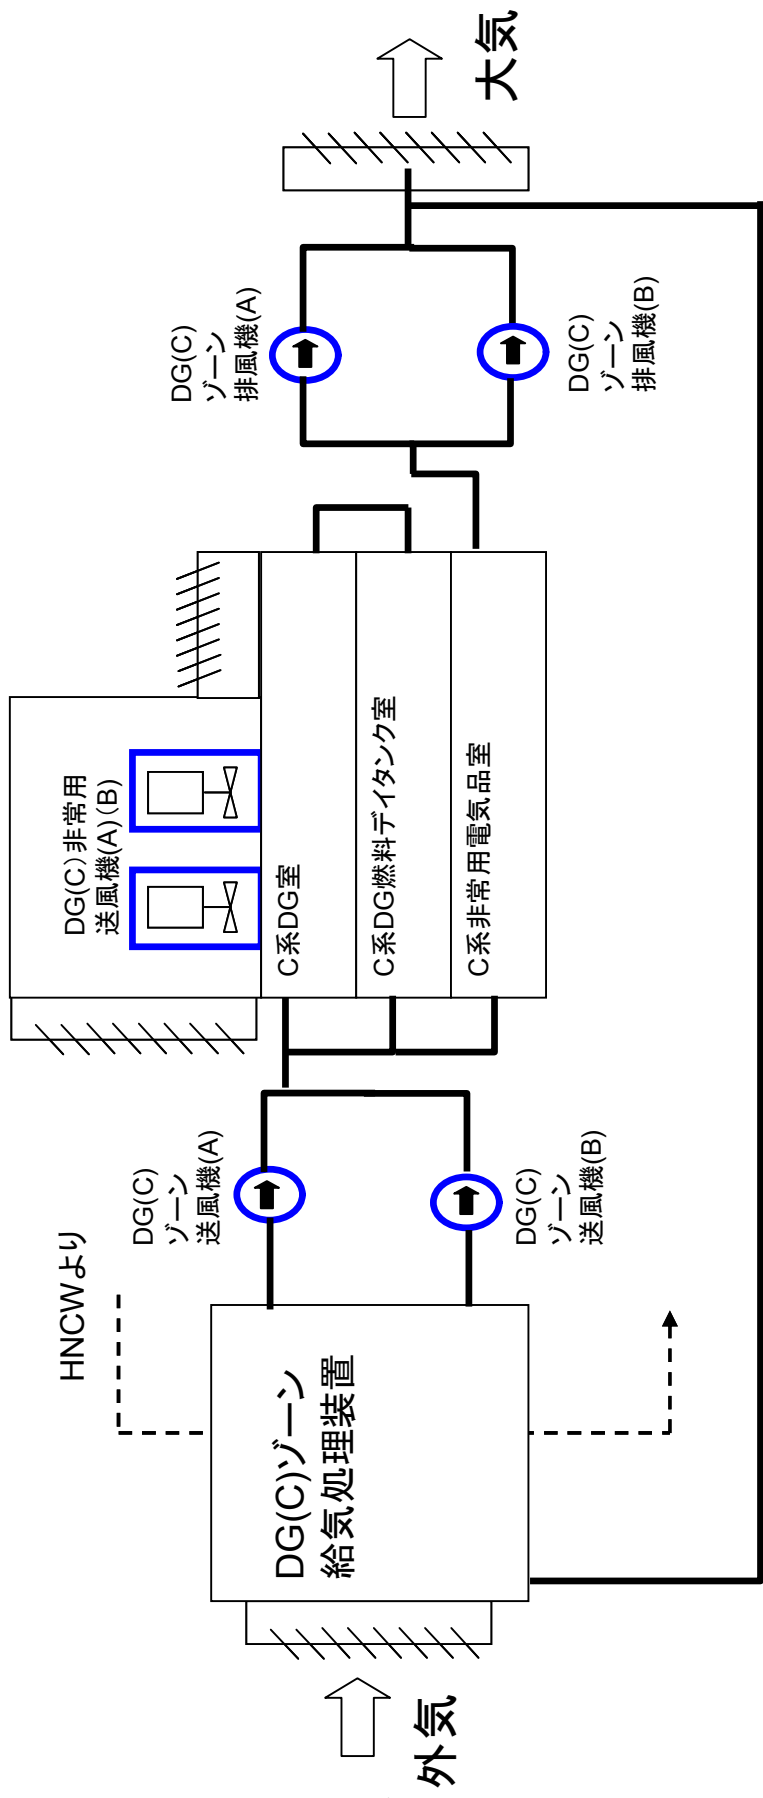 外気
DG(C)ゾーン
給気処理装置
HNCWより
DG(C)
ゾーン
送風機(A)
DG(C)
ゾーン
送風機(B)
DG(C)非常用
送風機(A)(B)
C系DG室
C系DG燃料デイタンク室
C系非常用電気品室
DG(C)
ゾーン
排風機(A)
DG(C)
ゾーン
排風機(B)
大気